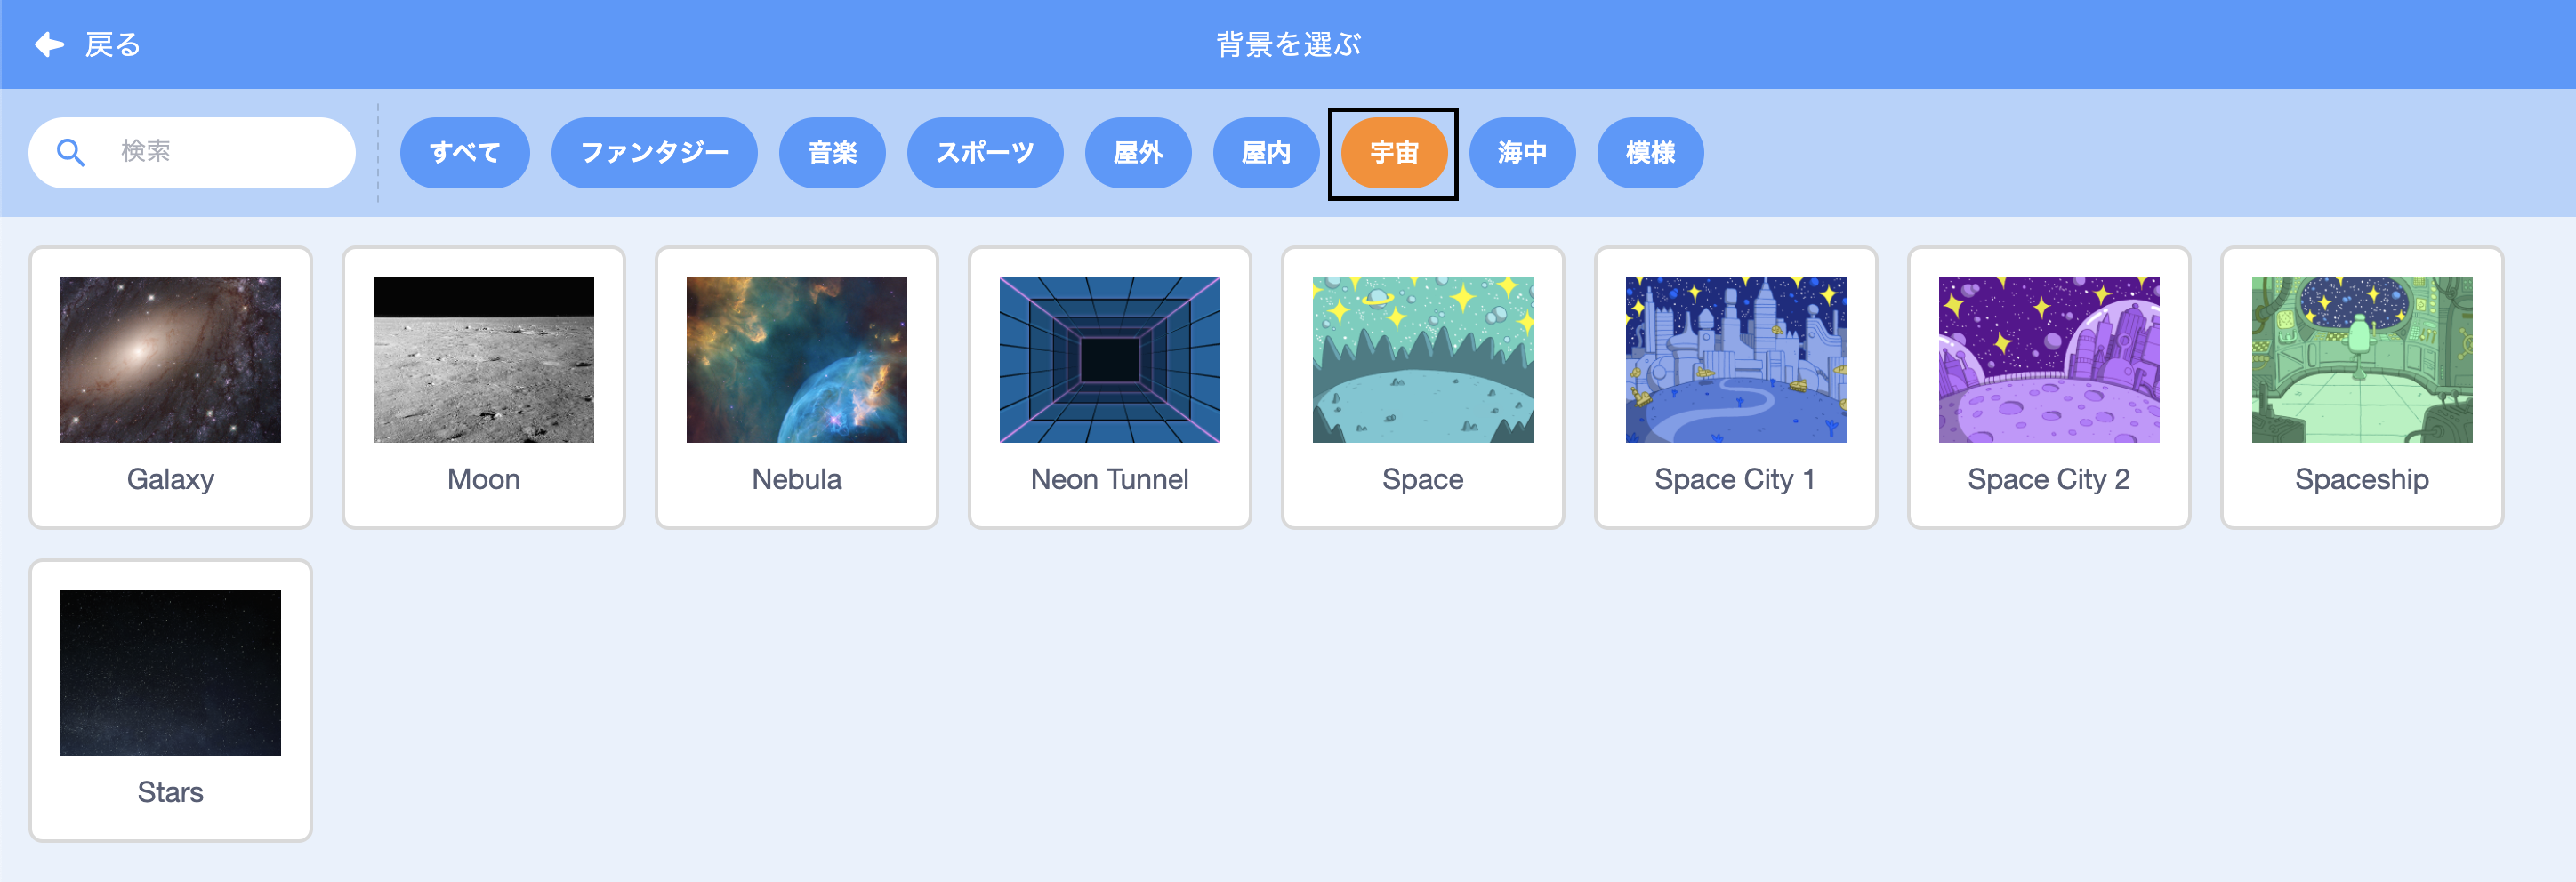 戻る
背景を選ぶ
検索
すべて
ファンタジー
音楽
スポーツ
屋外
屋内
宇宙
海中
模様
Galaxy
Moon
Nebula
Neon Tunnel
Space
Space City 1
Space City 2
Spaceship
Stars